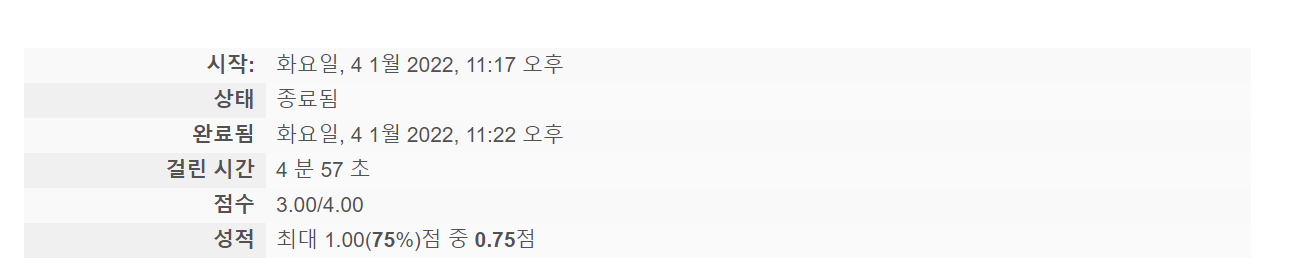 시작: 화요일, 4 1월 2022, 11:17 오후
상태 종료됨
완료됨 화요일, 4 1월 2022, 11:22 오후
걸린 시간 4 분 57 초
점수 3.00/4.00
성적 최대 1.00(75%)점 중 0.75점